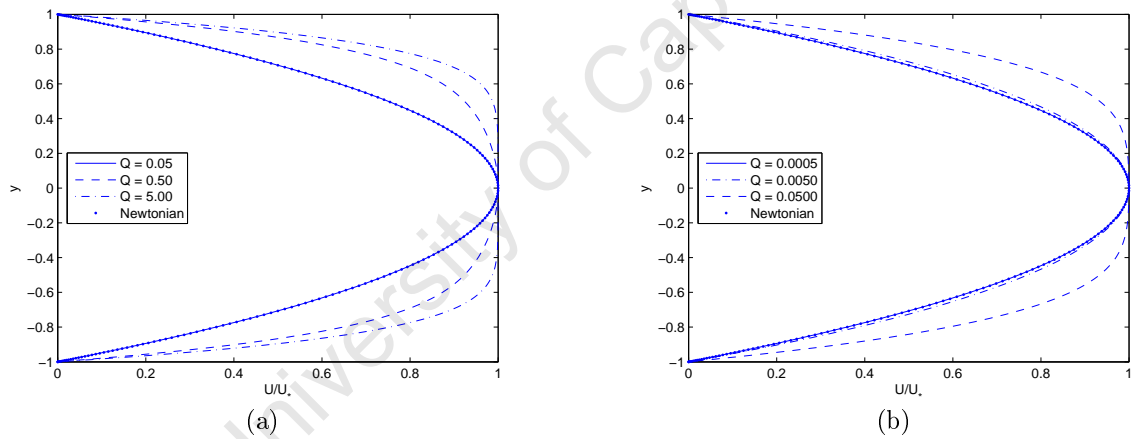 1
0.8
0.6
0.4
0.2
0
−0.2
−0.4
−0.6
−0.8
−1
y
Q = 0.05
Q = 0.50
Q = 5.00
Newtonian
0 0.2 0.4 0.6 0.8 1
U/U*
(a)
1
0.8
0.6
0.4
0.2
0
−0.2
−0.4
−0.6
−0.8
−1
y
Q = 0.0005
Q = 0.0050
Q = 0.0500
Newtonian
0 0.2 0.4 0.6 0.8 1
U/U*
(b)
University of Cap